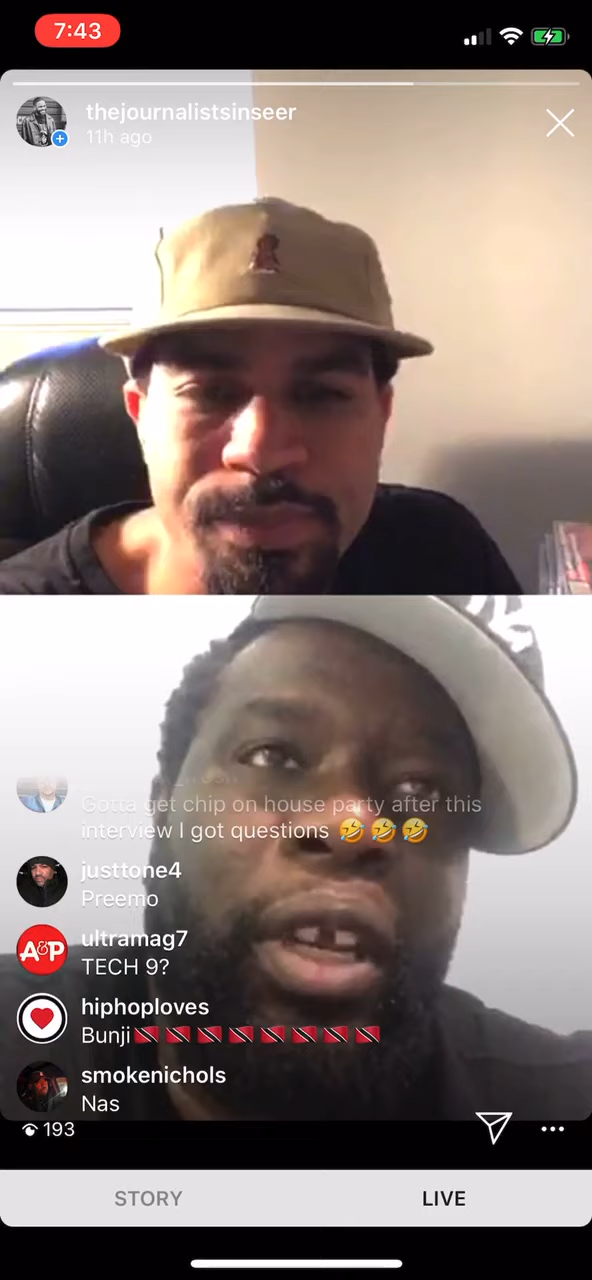 7:43
thejournalistsinseer
11h ago
Gotta get chip on house party after this
interview I got questions 🤣🤣🤣
justtone4
Preemo
A&P
ultramag7
TECH 9?
hiphoploves
Bunji🇹🇹🇹🇹🇹🇹🇹🇹🇹🇹🇹🇹🇹🇹🇹🇹
smokenichols
Nas
193
STORY
LIVE